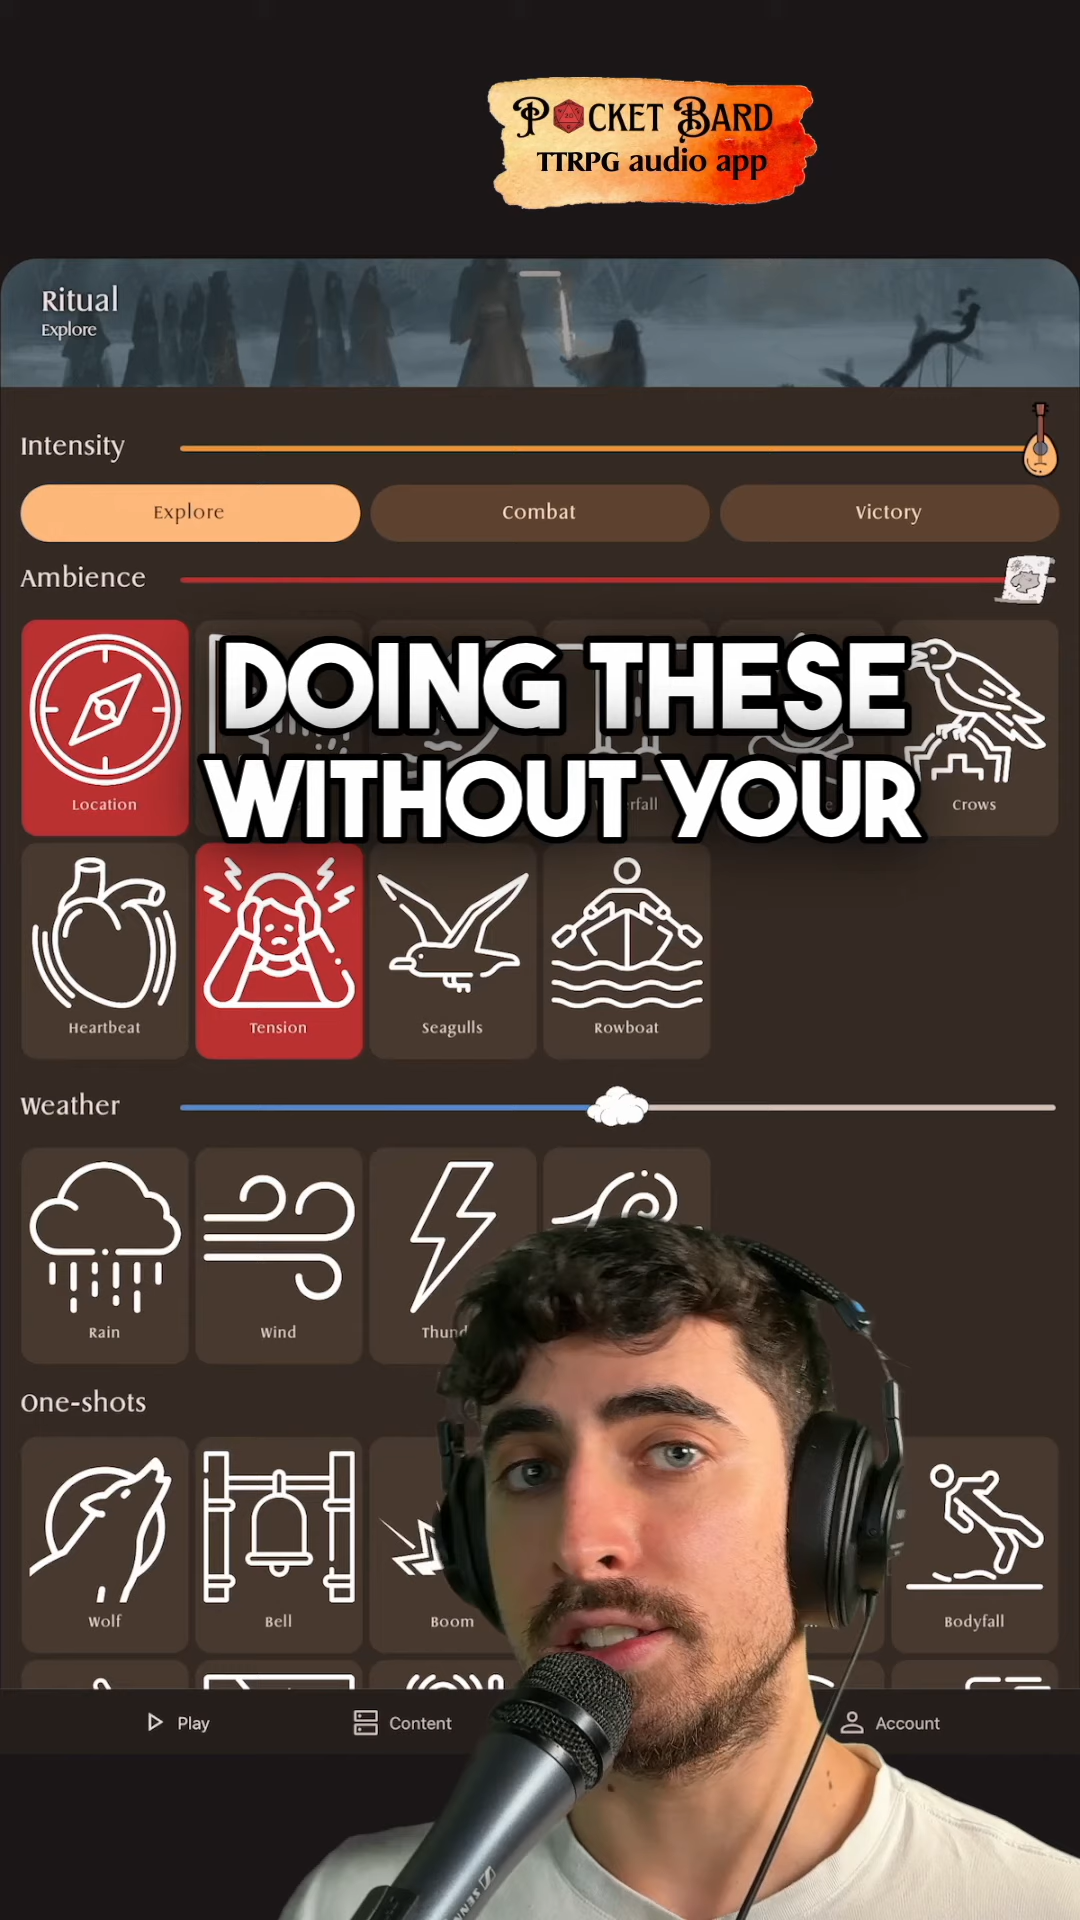 POCKET BARD
TTRPG audio app
Ritual
Explore
Intensity
Explore
Combat
Victory
Ambience
DOING THESE
WITHOUT YOUR
Location
Crows
Heartbeat
Tension
Seagulls
Rowboat
Weather
Rain
Wind
Thund
One-shots
Wolf
Bell
Boom
Bodyfall
Play
Content
Account